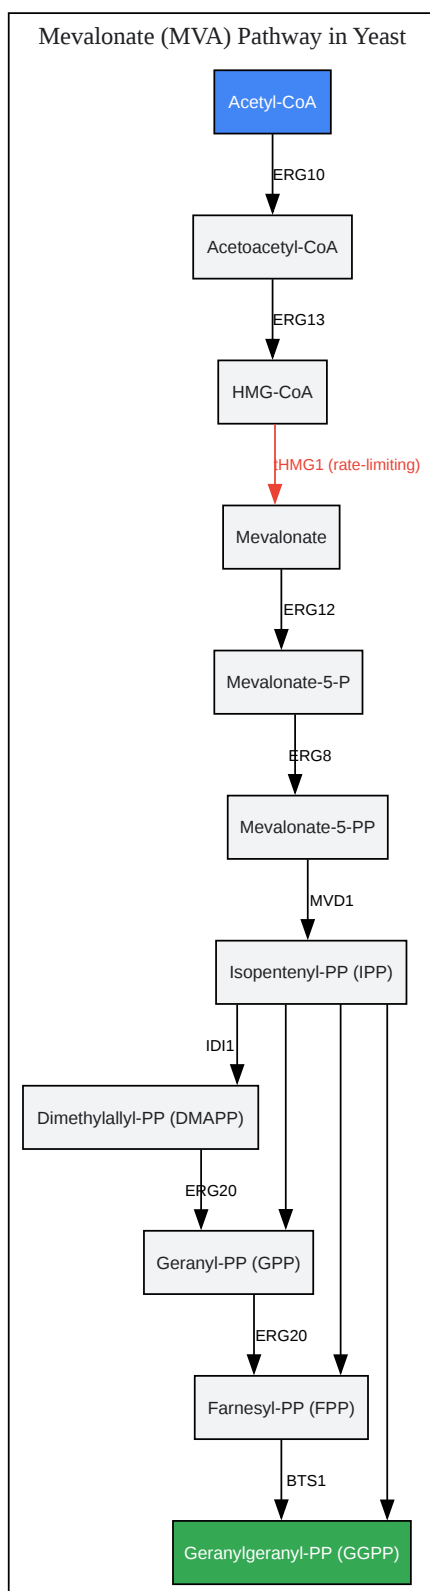 Mevalonate (MVA) Pathway in Yeast
Acetyl-CoA
ERG10
Acetoacetyl-CoA
ERG13
HMG-CoA
tHMG1 (rate-limiting)
Mevalonate
ERG12
Mevalonate-5-P
ERG8
Mevalonate-5-PP
MVD1
Isopentenyl-PP (IPP)
IDI1
Dimethylallyl-PP (DMAPP)
ERG20
Geranyl-PP (GPP)
ERG20
Farnesyl-PP (FPP)
BTS1
Geranylgeranyl-PP (GGPP)